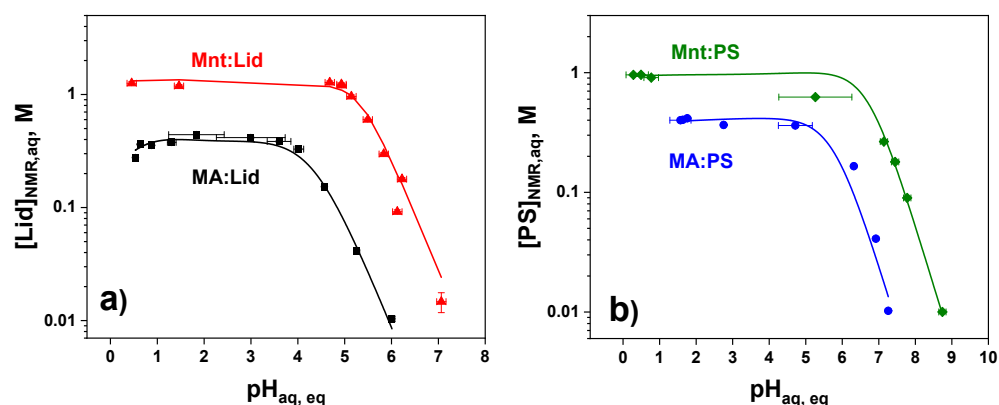 [Lid]NMR,aq, M
1
0.1
0.01
Mnt:Lid
MA:Lid
a)
0 1 2 3 4 5 6 7 8
pHaq, eq
[PS]NMR,aq, M
1
0.1
0.01
Mnt:PS
MA:PS
b)
0 1 2 3 4 5 6 7 8 9 10
pHaq, eq